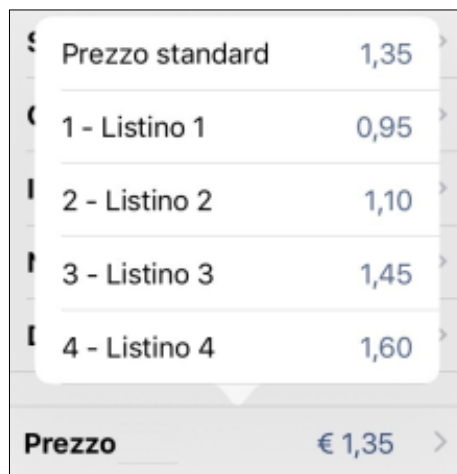 Prezzo standard 1,35
1 - Listino 1 0,95
2 - Listino 2 1,10
3 - Listino 3 1,45
4 - Listino 4 1,60
Prezzo € 1,35